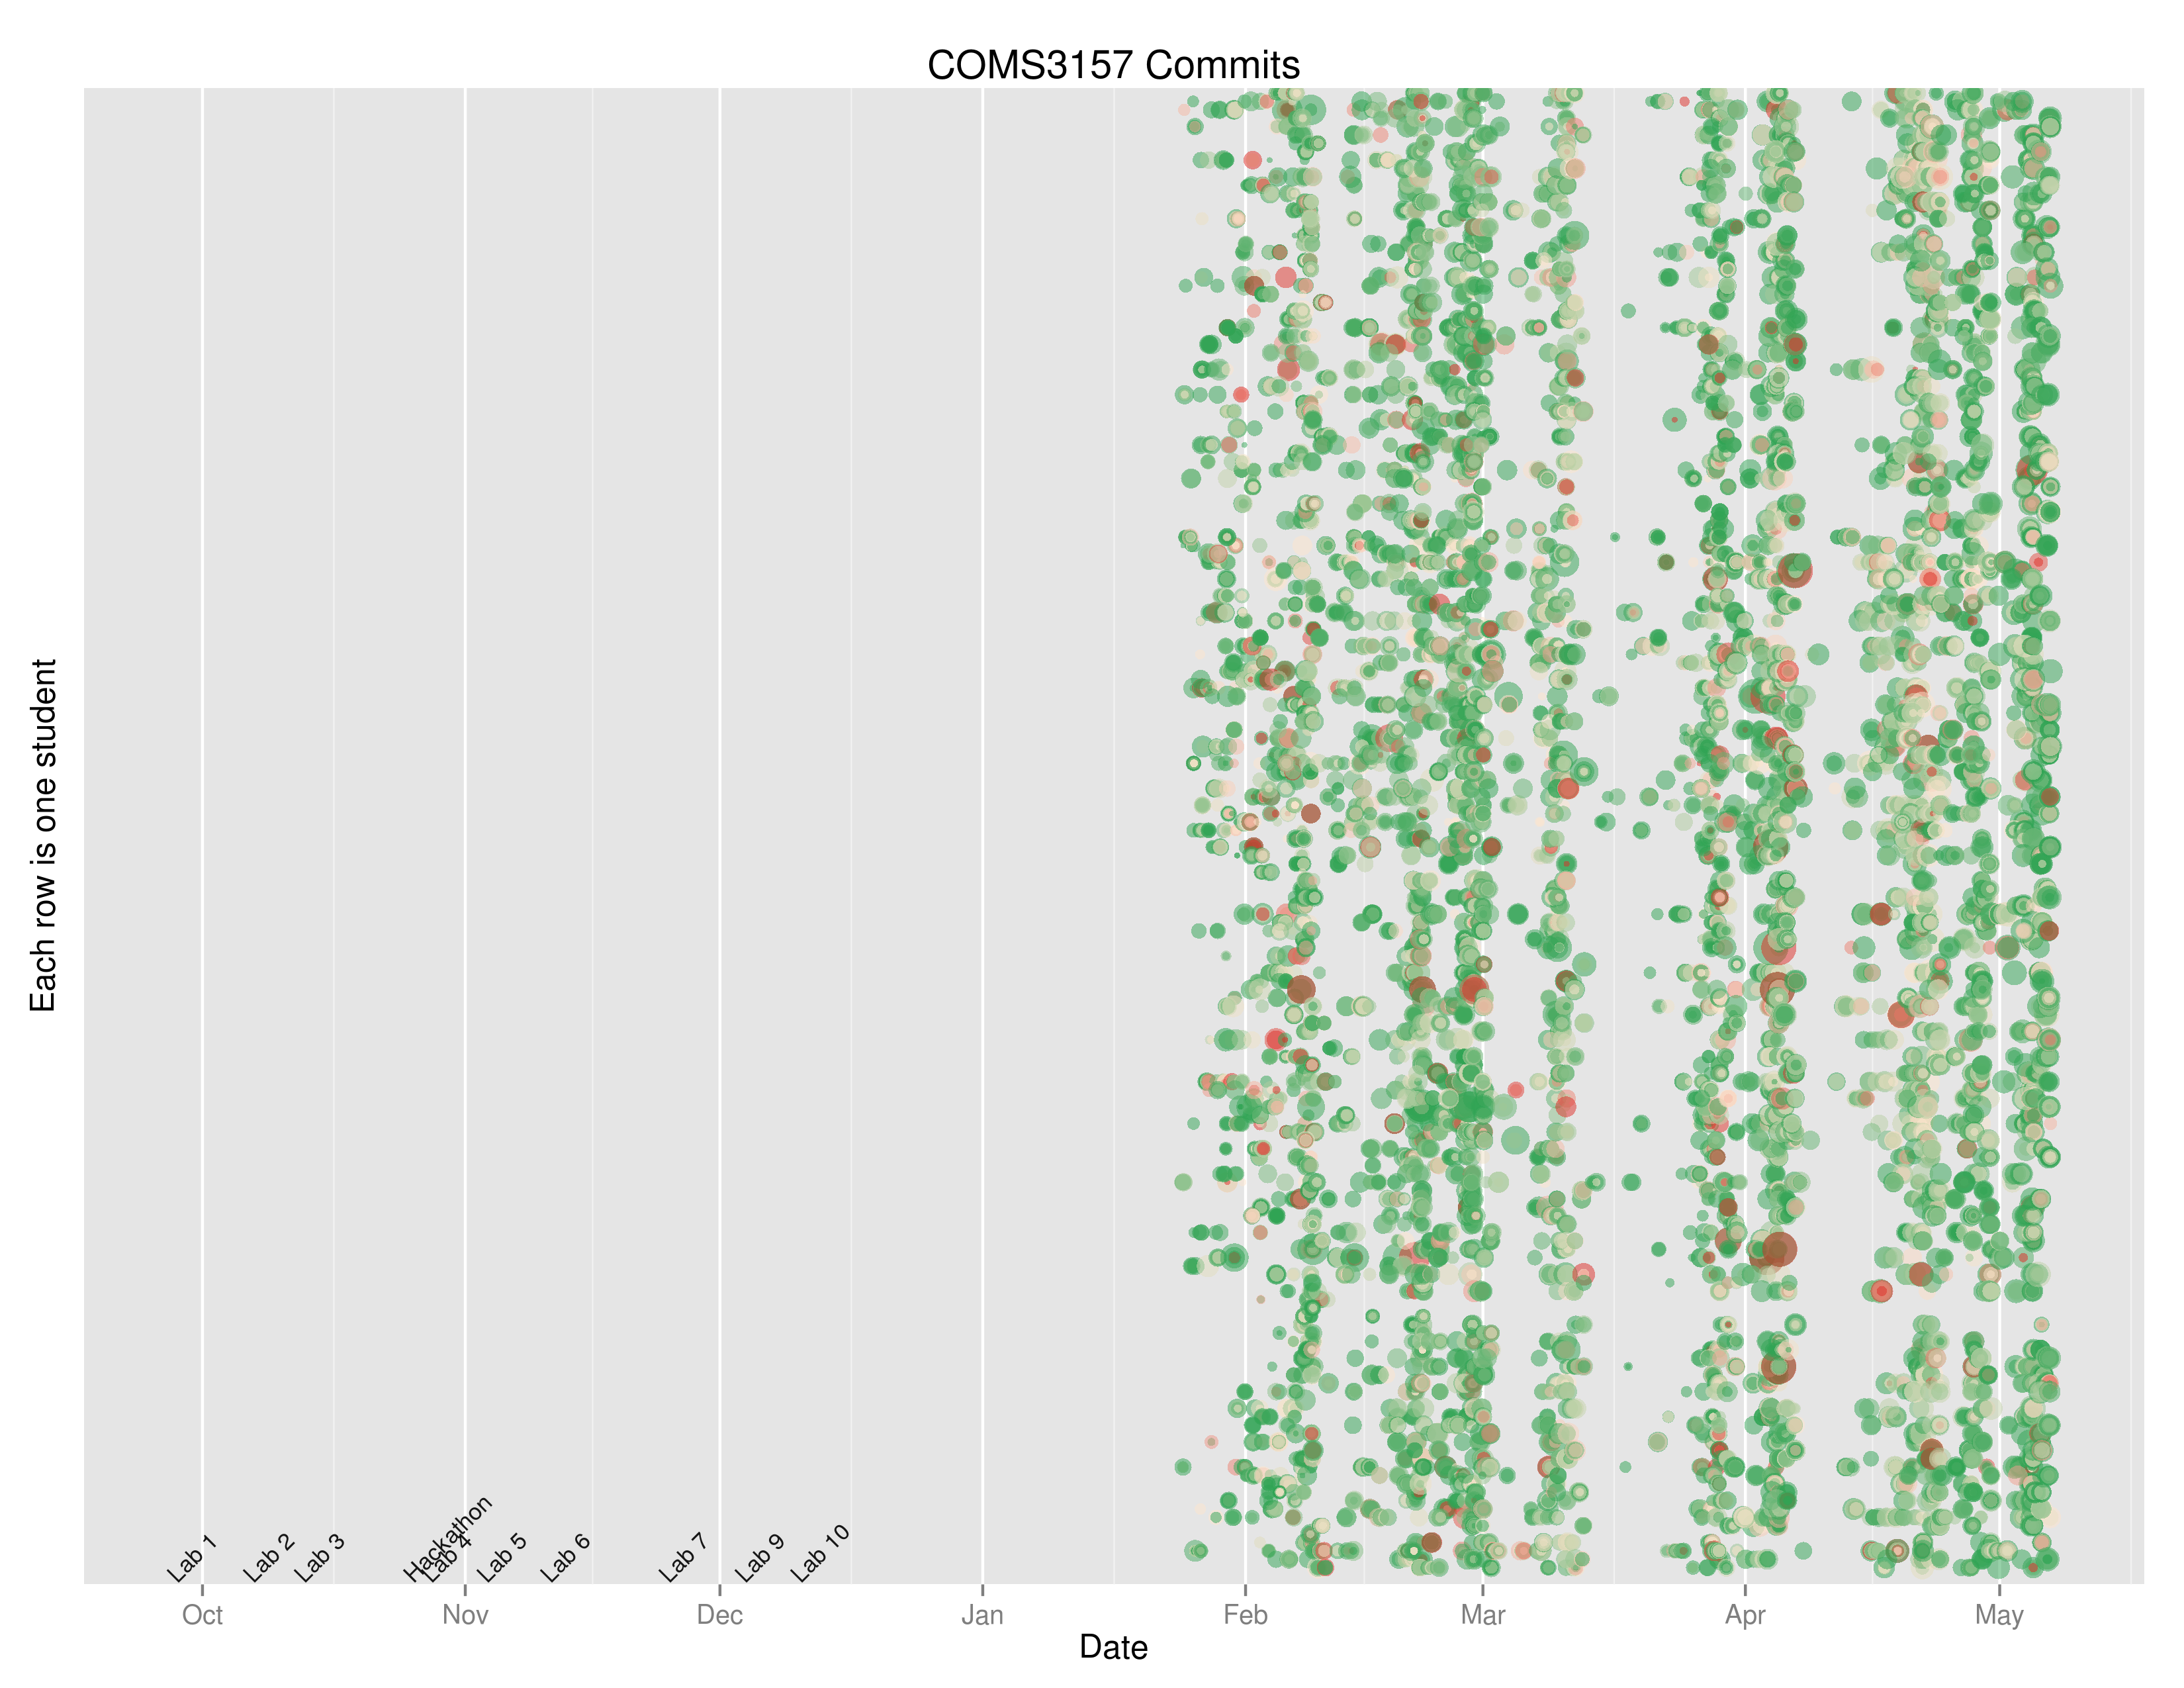 COMS3157 Commits
Each row is one student
Lab 1
Lab 2
Lab 3
Hackathon
Lab 4
Lab 5
Lab 6
Lab 7
Lab 9
Lab 10
Oct
Nov
Dec
Jan
Feb
Mar
Apr
May
Date